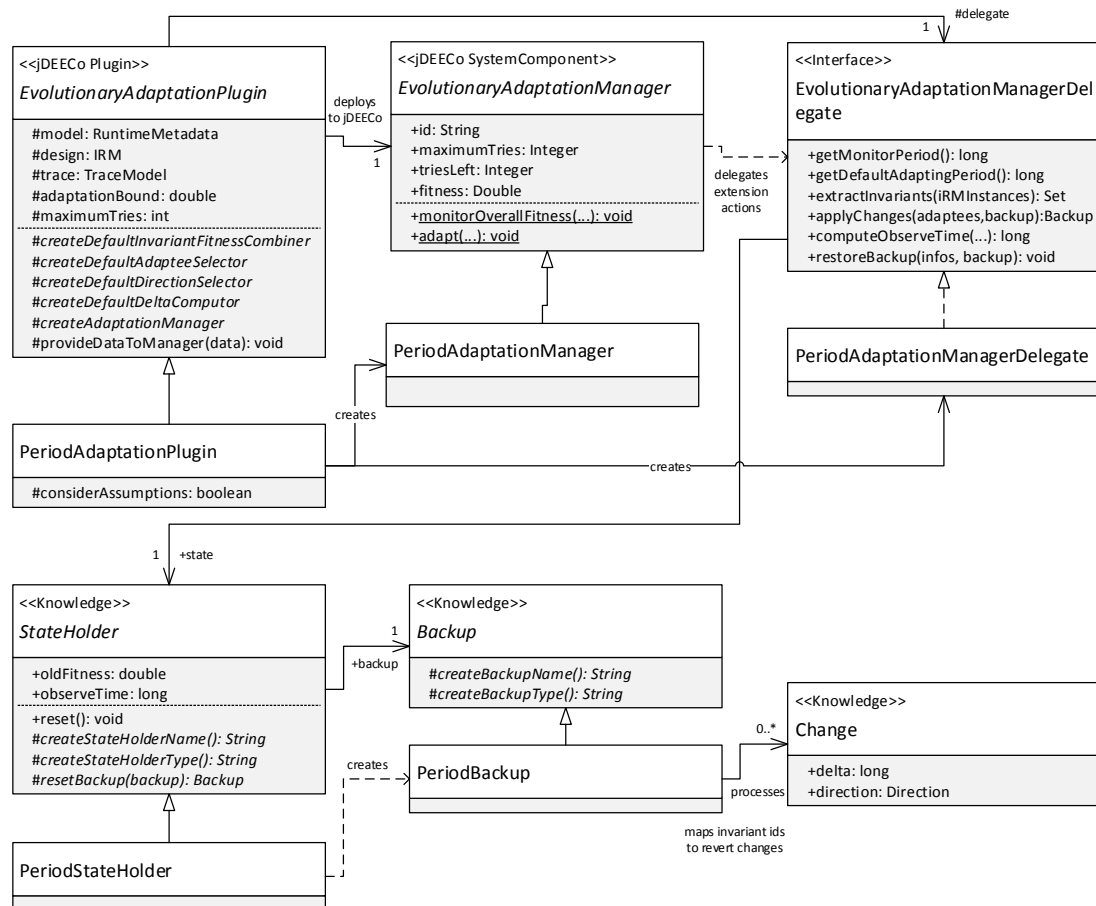 #delegate
1
<<jDEECo Plugin>>
EvolutionaryAdaptationPlugin
#model: RuntimeMetadata
#design: IRM
#trace: TraceModel
#adaptationBound: double
#maximumTries: int
#createDefaultInvariantFitnessCombiner
#createDefaultAdapteeSelector
#createDefaultDirectionSelector
#createDefaultDeltaComputor
#createAdaptationManager
#provideDataToManager(data): void
deploys
to jDEECo
1
<<jDEECo SystemComponent>>
EvolutionaryAdaptationManager
+id: String
+maximumTries: Integer
+triesLeft: Integer
+fitness: Double
+monitorOverallFitness(...): void
+adapt(...): void
delegates
extension
actions
<<Interface>>
EvolutionaryAdaptationManagerDel
egate
+getMonitorPeriod(): long
+getDefaultAdaptingPeriod(): long
+extractInvariants(iRMInstances): Set
+applyChanges(adaptees,backup):Backup
+computeObserveTime(...): long
+restoreBackup(infos, backup): void
PeriodAdaptationManager
PeriodAdaptationManagerDelegate
creates
PeriodAdaptationPlugin
#considerAssumptions: boolean
creates
1
+state
<<Knowledge>>
StateHolder
+oldFitness: double
+observeTime: long
+reset(): void
#createStateHolderName(): String
#createStateHolderType(): String
#resetBackup(backup): Backup
1
+backup
<<Knowledge>>
Backup
#createBackupName(): String
#createBackupType(): String
<<Knowledge>>
Change
+delta: long
+direction: Direction
0..*
processes
creates
PeriodBackup
maps invariant ids
to revert changes
PeriodStateHolder